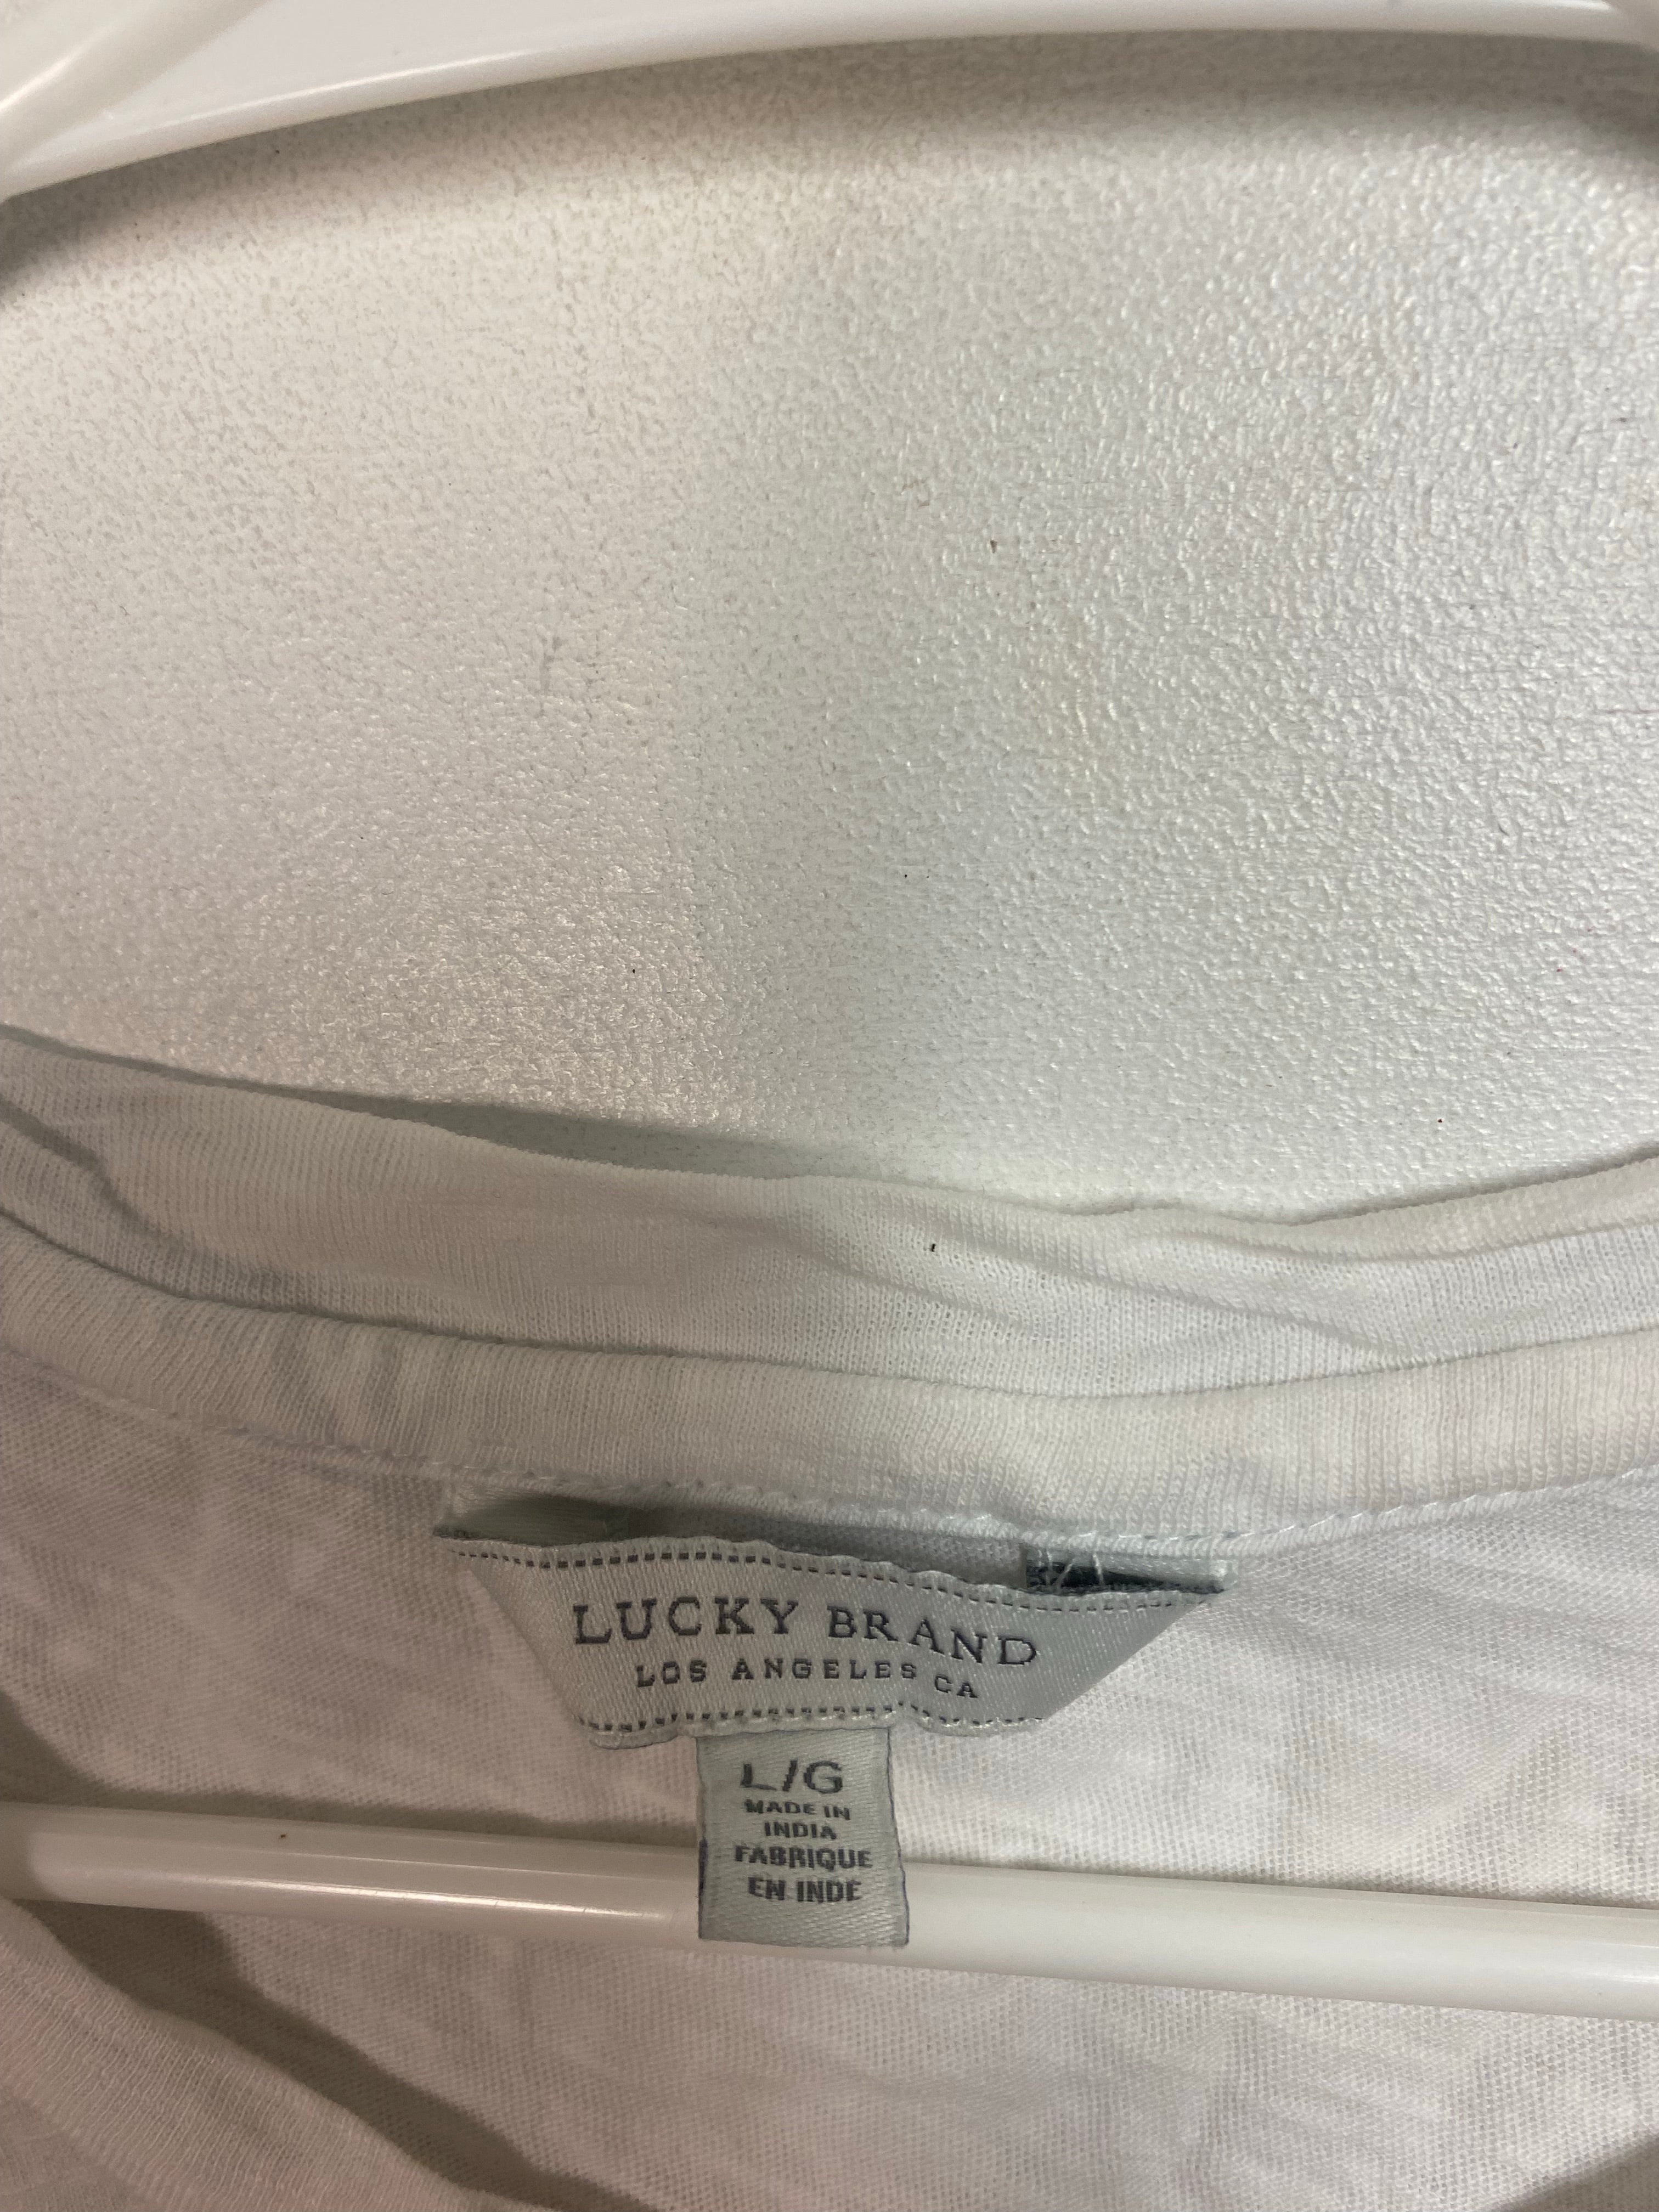 LUCKY BRAND
LOS ANGELES CA
L/G
MADE IN
INDIA
FABRIQUE
EN INDE